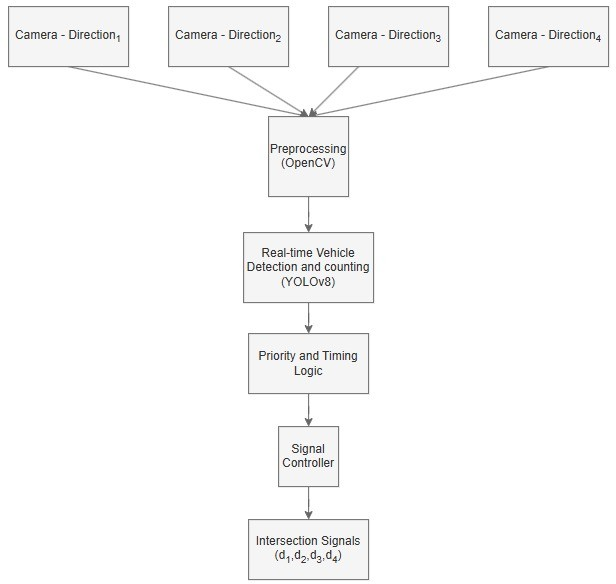 Camera - Direction₁
Camera - Direction₂
Camera - Direction₃
Camera - Direction₄
Preprocessing
(OpenCV)
Real-time Vehicle
Detection and counting
(YOLOv8)
Priority and Timing
Logic
Signal
Controller
Intersection Signals
(d₁,d₂,d₃,d₄)